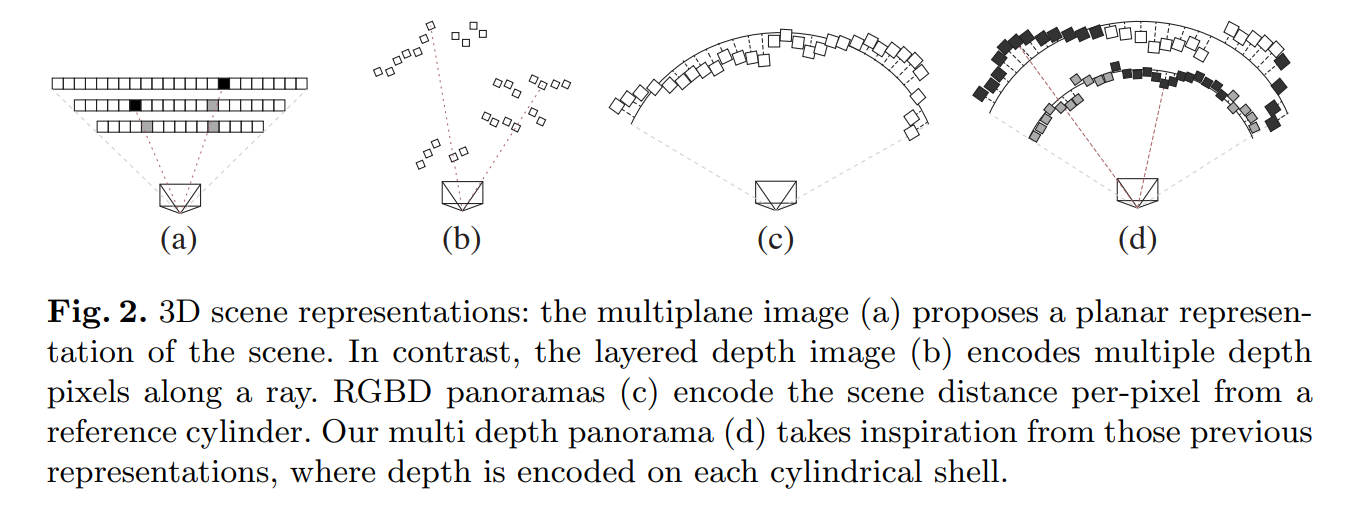 (a) (b) (c) (d)
Fig. 2. 3D scene representations: the multiplane image (a) proposes a planar represen-
tation of the scene. In contrast, the layered depth image (b) encodes multiple depth
pixels along a ray. RGBD panoramas (c) encode the scene distance per-pixel from a
reference cylinder. Our multi depth panorama (d) takes inspiration from those previous
representations, where depth is encoded on each cylindrical shell.